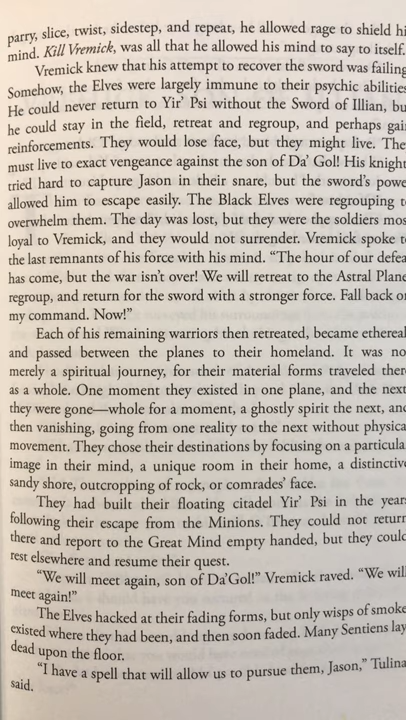 parry, slice, twist, sidestep, and repeat, he allowed rage to shield hi
mind. Kill Vremick, was all that he allowed his mind to say to itself.
Vremick knew that his attempt to recover the sword was failing
Somehow, the Elves were largely immune to their psychic abilities
He could never return to Yir' Psi without the Sword of Illian, bu
he could stay in the field, retreat and regroup, and perhaps gai
reinforcements. They would lose face, but they might live. The
must live to exact vengeance against the son of Da' Gol! His knight
tried hard to capture Jason in their snare, but the sword's powe
allowed him to escape easily. The Black Elves were regrouping t
overwhelm them. The day was lost, but they were the soldiers mos
loyal to Vremick, and they would not surrender. Vremick spoke t
the last remnants of his force with his mind. “The hour of our defea
has come, but the war isn't over! We will retreat to the Astral Plane
regroup, and return for the sword with a stronger force. Fall back o
my command. Now!”
Each of his remaining warriors then retreated, became ethereal
and passed between the planes to their homeland. It was no
merely a spiritual journey, for their material forms traveled ther
as a whole. One moment they existed in one plane, and the next
they were gone—whole for a moment, a ghostly spirit the next, and
then vanishing, going from one reality to the next without physica
movement. They chose their destinations by focusing on a particula
image in their mind, a unique room in their home, a distinctive
sandy shore, outcropping of rock, or comrades' face.
They had built their floating citadel Yir' Psi in the year
following their escape from the Minions. They could not return
there and report to the Great Mind empty handed, but they could
rest elsewhere and resume their quest.
“We will meet again, son of Da'Gol!” Vremick raved. “We will
meet again!”
The Elves hacked at their fading forms, but only wisps of smoke
existed where they had been, and then soon faded. Many Sentiens lay
dead upon the floor.
“I have a spell that will allow us to pursue them, Jason,” Tulina
said.